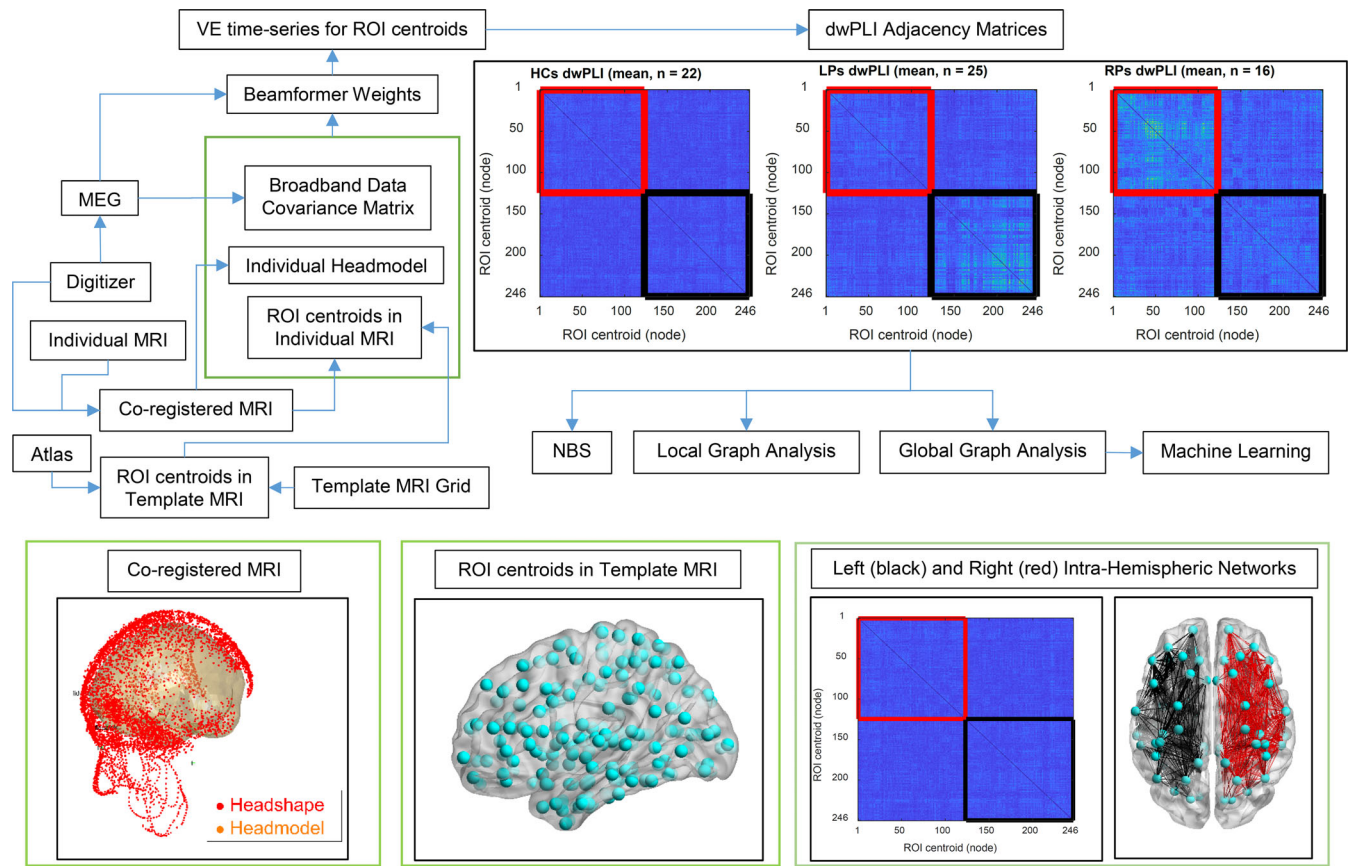 VE time-series for ROI centroids
dwPLI Adjacency Matrices
Beamformer Weights
MEG
Broadband Data
Covariance Matrix
Digitizer
Individual Headmodel
Individual MRI
ROI centroids in
Individual MRI
Co-registered MRI
Atlas
ROI centroids in
Template MRI
Template MRI Grid
HCs dwPLI (mean, n = 22)
1
50
100
150
200
246
ROI centroid (node)
1
50
100
150
200
246
ROI centroid (node)
LPs dwPLI (mean, n = 25)
1
50
100
150
200
246
ROI centroid (node)
1
50
100
150
200
246
ROI centroid (node)
RPs dwPLI (mean, n = 16)
1
50
100
150
200
246
ROI centroid (node)
1
50
100
150
200
246
ROI centroid (node)
NBS
Local Graph Analysis
Global Graph Analysis
Machine Learning
Co-registered MRI
Headshape
Headmodel
ROI centroids in Template MRI
Left (black) and Right (red) Intra-Hemispheric Networks
1
50
100
150
200
246
ROI centroid (node)
1
50
100
150
200
246
ROI centroid (node)